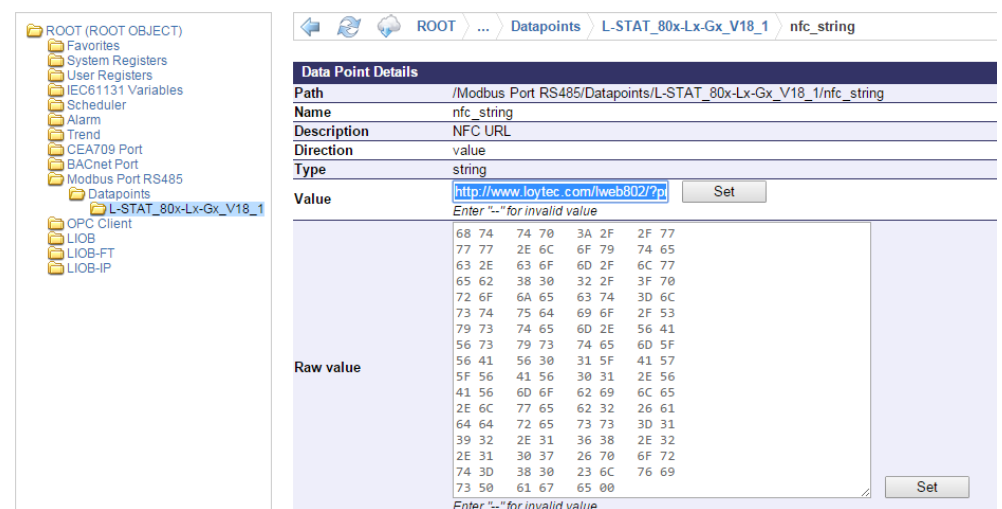 ROOT ... Datapoints L-STAT_80x-Lx-Gx_V18_1 nfc_string
ROOT (ROOT OBJECT)
Favorites
System Registers
User Registers
IEC61131 Variables
Scheduler
Alarm
Trend
CEA709 Port
BACnet Port
Modbus Port RS485
Datapoints
L-STAT_80x-Lx-Gx_V18_1
OPC Client
LIOB
LIOB-FT
LIOB-IP
Data Point Details
Path /Modbus Port RS485/Datapoints/L-STAT_80x-Lx-Gx_V18_1/nfc_string
Name nfc_string
Description NFC URL
Direction value
Type string
Value http://www.loytec.com/lweb802/?p Set
Enter "--" for invalid value
Raw value
68 74 74 70 3A 2F 2F 77
77 77 2E 6C 6F 79 74 65
63 2E 63 6F 6D 2F 6C 77
65 62 38 30 32 2F 3F 70
72 6F 6A 65 63 74 3D 6C
73 74 75 64 69 6F 2F 53
79 73 74 65 6D 2E 56 41
56 73 79 73 74 65 6D 5F
56 41 56 30 31 5F 41 57
5F 56 41 56 30 31 2E 56
41 56 6D 6F 62 69 6C 65
2E 6C 77 65 62 32 26 61
64 64 72 65 73 73 3D 31
39 32 2E 31 36 38 2E 32
2E 31 30 37 26 70 6F 72
74 3D 38 30 23 6C 76 69
73 50 61 67 65 00
Set
Enter "--" for invalid value